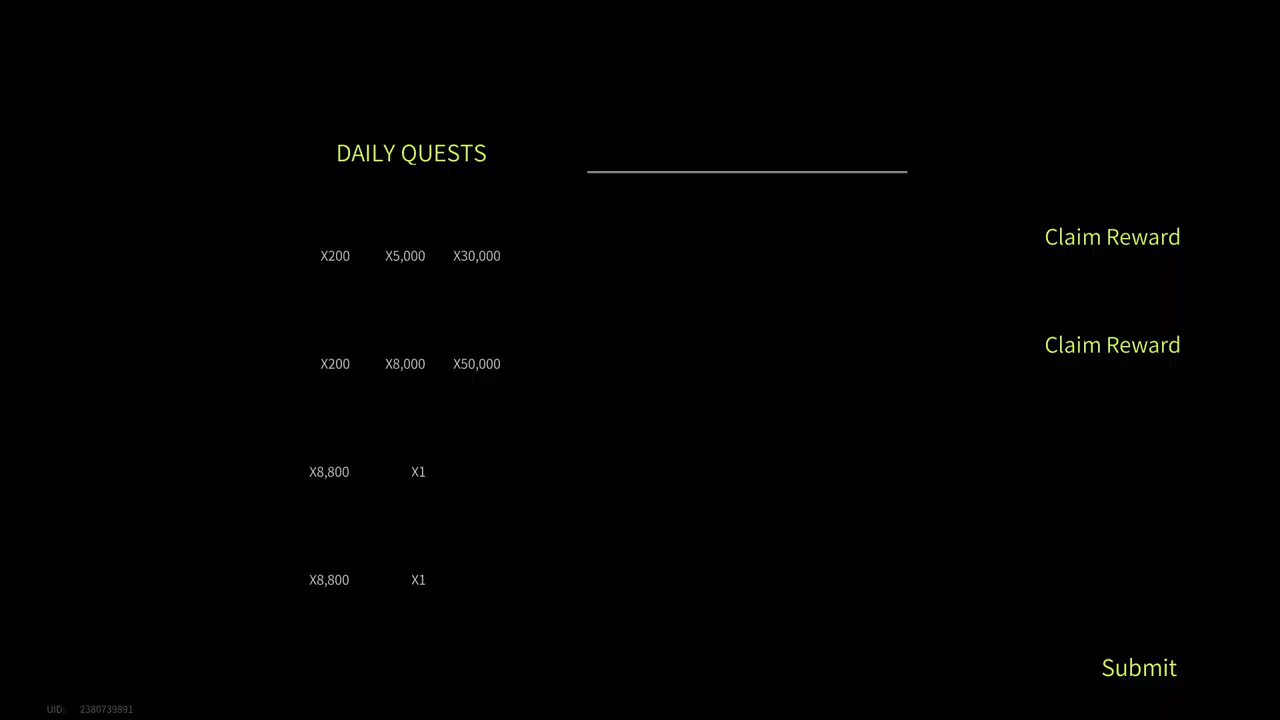 DAILY QUESTS
X200 X5,000 X30,000
Claim Reward
X200 X8,000 X50,000
Claim Reward
X8,800 X1
X8,800 X1
Submit
UID: 2380739891